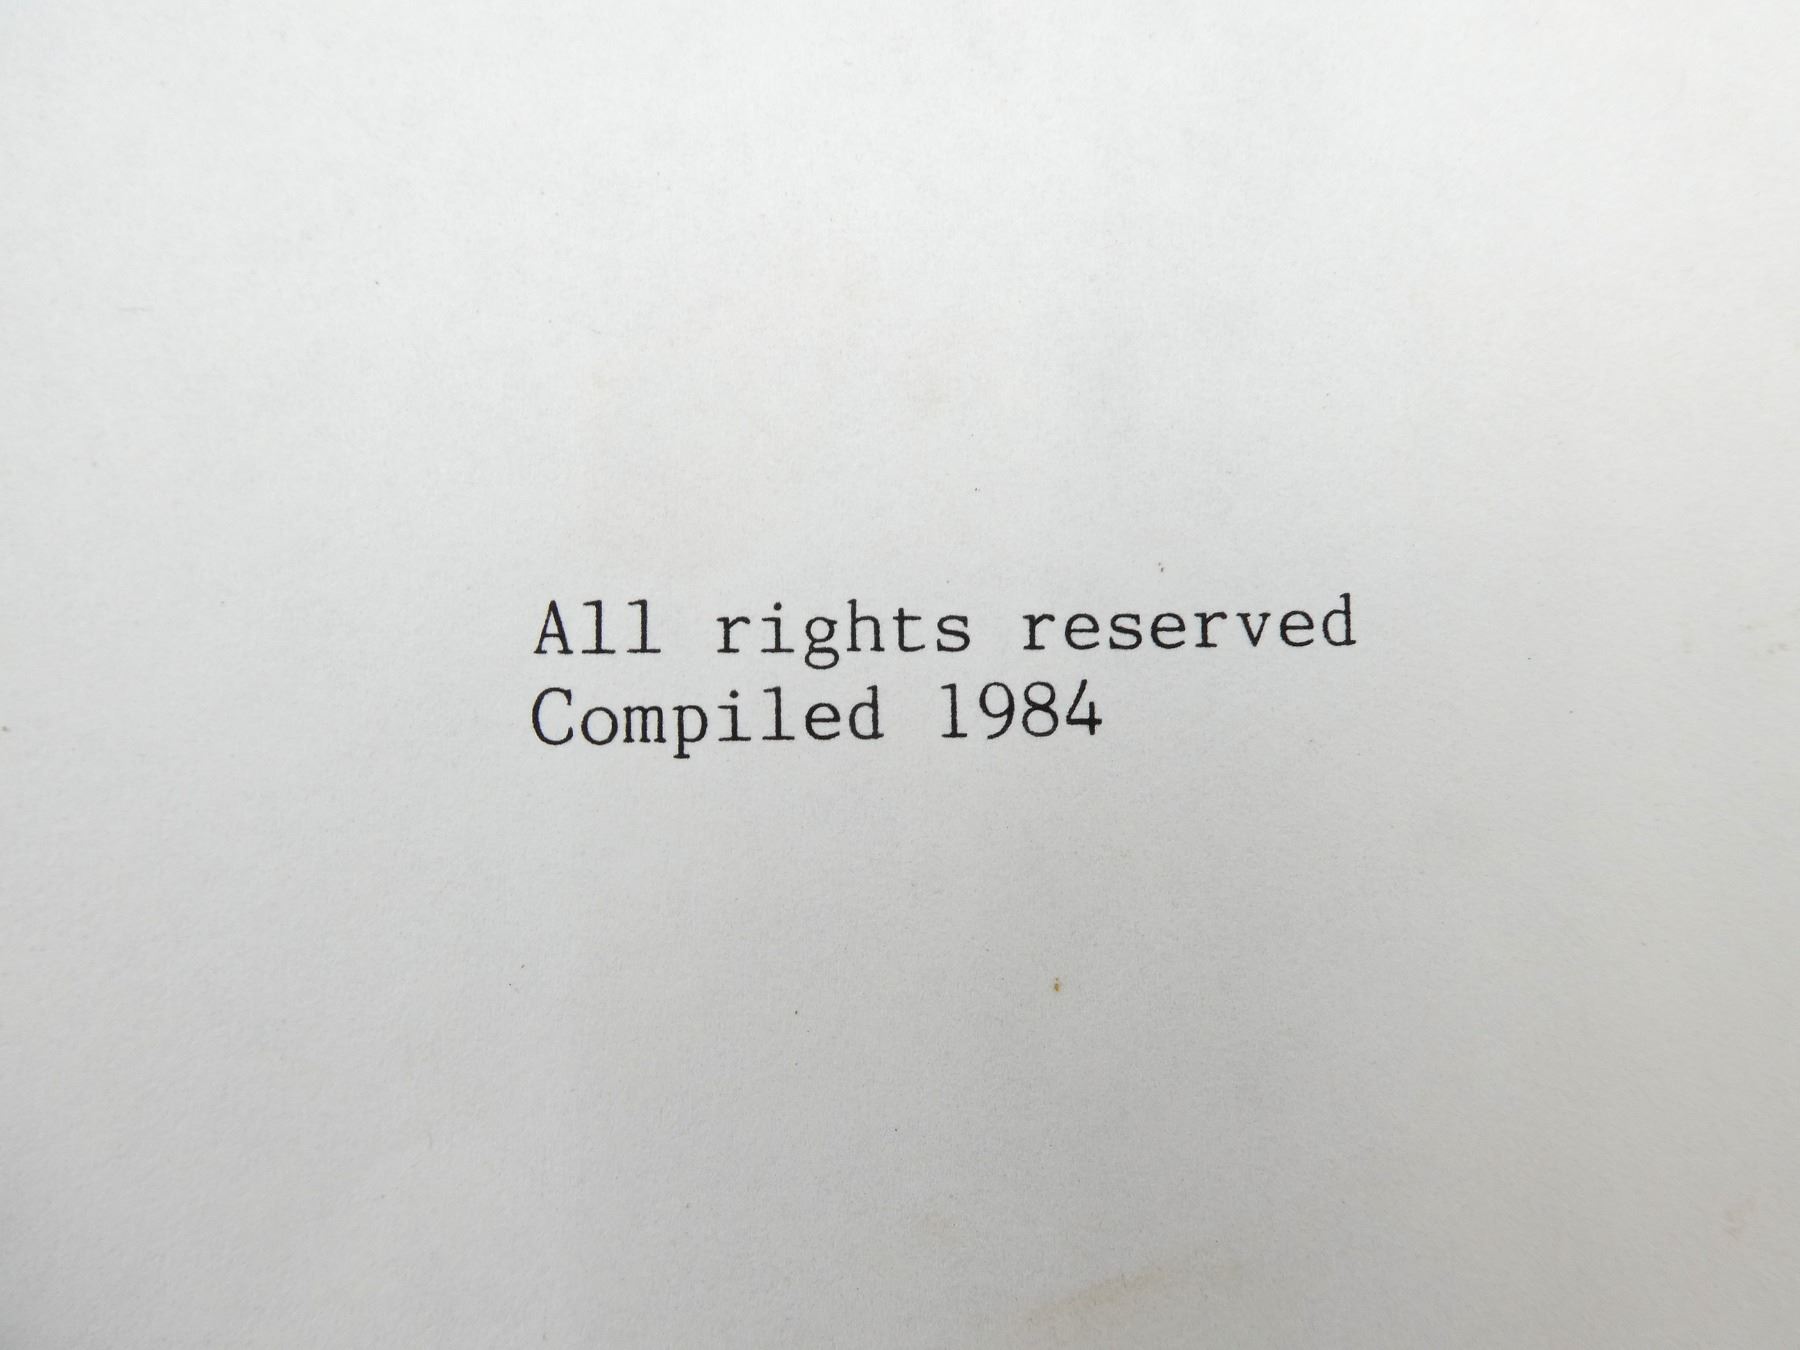 All rights reserved
Compiled 1984